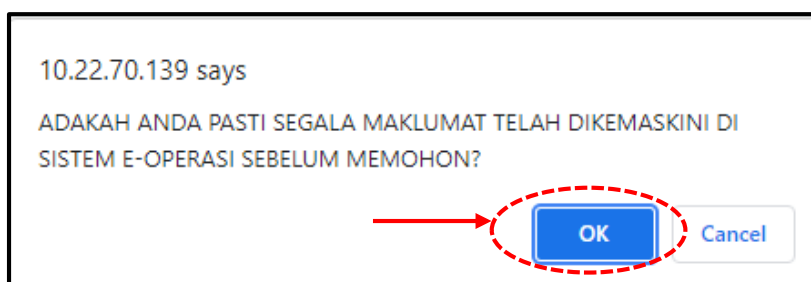 10.22.70.139 says
ADAKAH ANDA PASTI SEGALA MAKLUMAT TELAH DIKEMASKINI DI
SISTEM E-OPERASI SEBELUM MEMOHON?
OK
Cancel